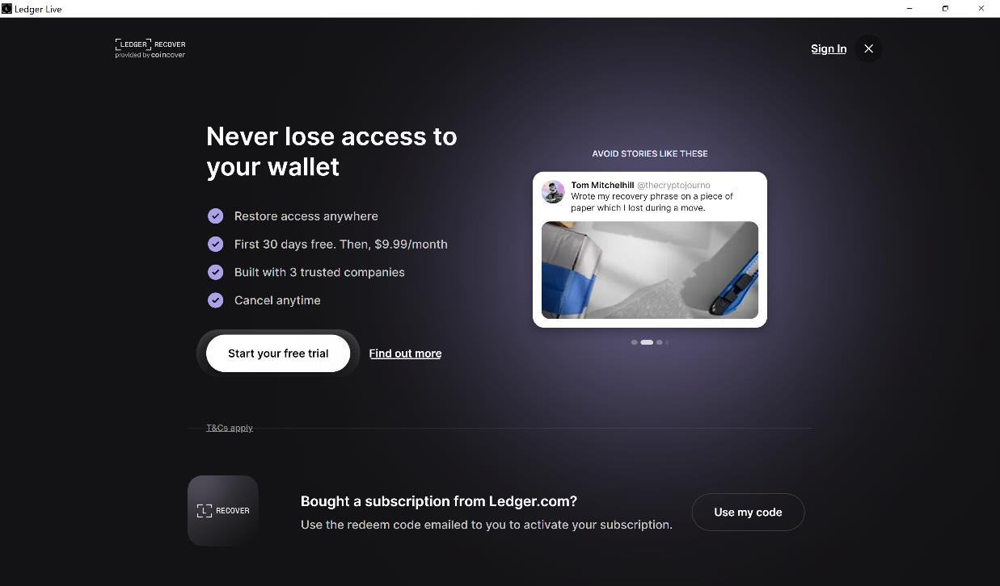 Ledger Live
LEDGER RECOVER
provided by coincover
Sign In
Never lose access to
your wallet
Restore access anywhere
First 30 days free. Then, $9.99/month
Built with 3 trusted companies
Cancel anytime
Start your free trial
Find out more
AVOID STORIES LIKE THESE
Tom Mitchelhill @thecryptojourno
Wrote my recovery phrase on a piece of
paper which I lost during a move.
T&Cs apply
L RECOVER
Bought a subscription from Ledger.com?
Use the redeem code emailed to you to activate your subscription.
Use my code